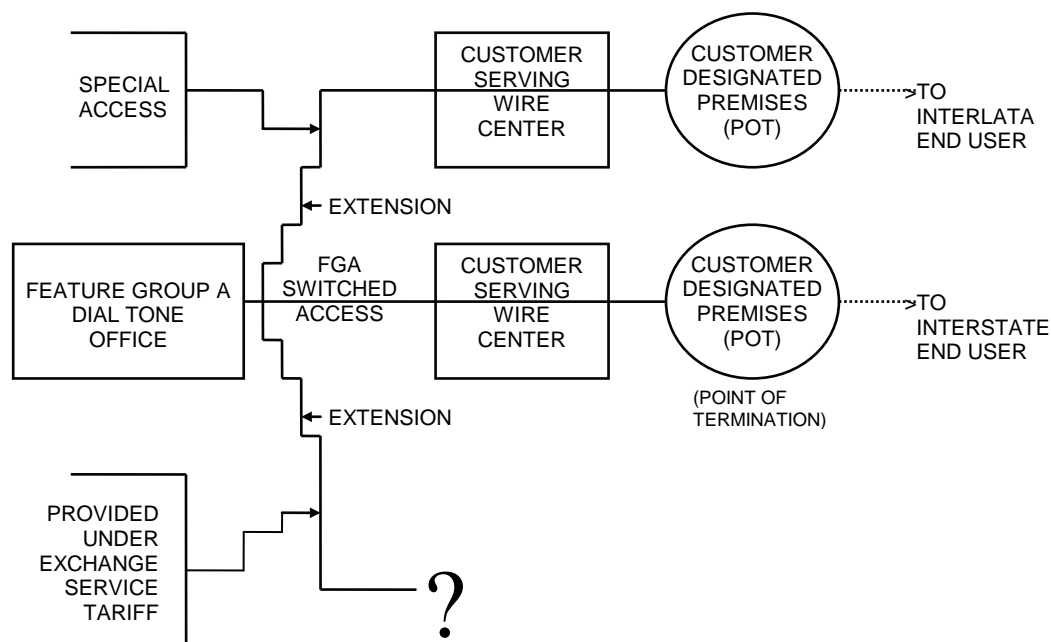 SPECIAL
ACCESS
CUSTOMER
SERVING
WIRE
CENTER
CUSTOMER
DESIGNATED
PREMISES
(POT)
TO
INTERLATA
END USER
EXTENSION
FEATURE GROUP A
DIAL TONE
OFFICE
FGA
SWITCHED
ACCESS
CUSTOMER
SERVING
WIRE
CENTER
CUSTOMER
DESIGNATED
PREMISES
(POT)
TO
INTERSTATE
END USER
(POINT OF
TERMINATION)
EXTENSION
PROVIDED
UNDER
EXCHANGE
SERVICE
TARIFF
?